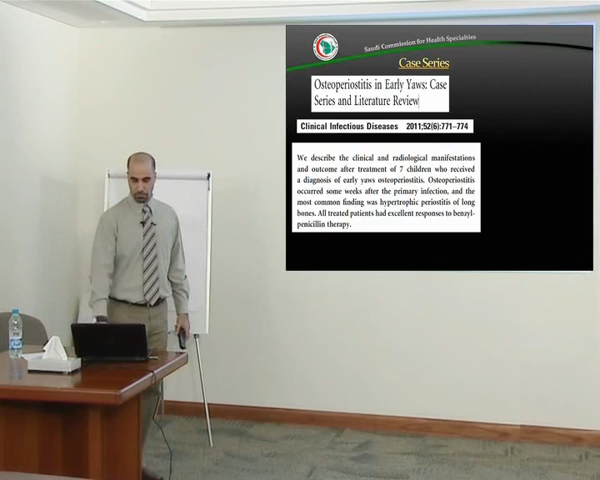 Saudi Commission for Health Specialties
Case Series
Osteoperiostitis in Early Yaws: Case
Series and Literature Review
Clinical Infectious Diseases 2011;52(6):771–774
We describe the clinical and radiological manifestations
and outcome after treatment of 7 children who received
a diagnosis of early yaws osteoperiostitis. Osteoperiostitis
occurred some weeks after the primary infection, and the
most common finding was hypertrophic periostitis of long
bones. All treated patients had excellent responses to benzyl-
penicillin therapy.